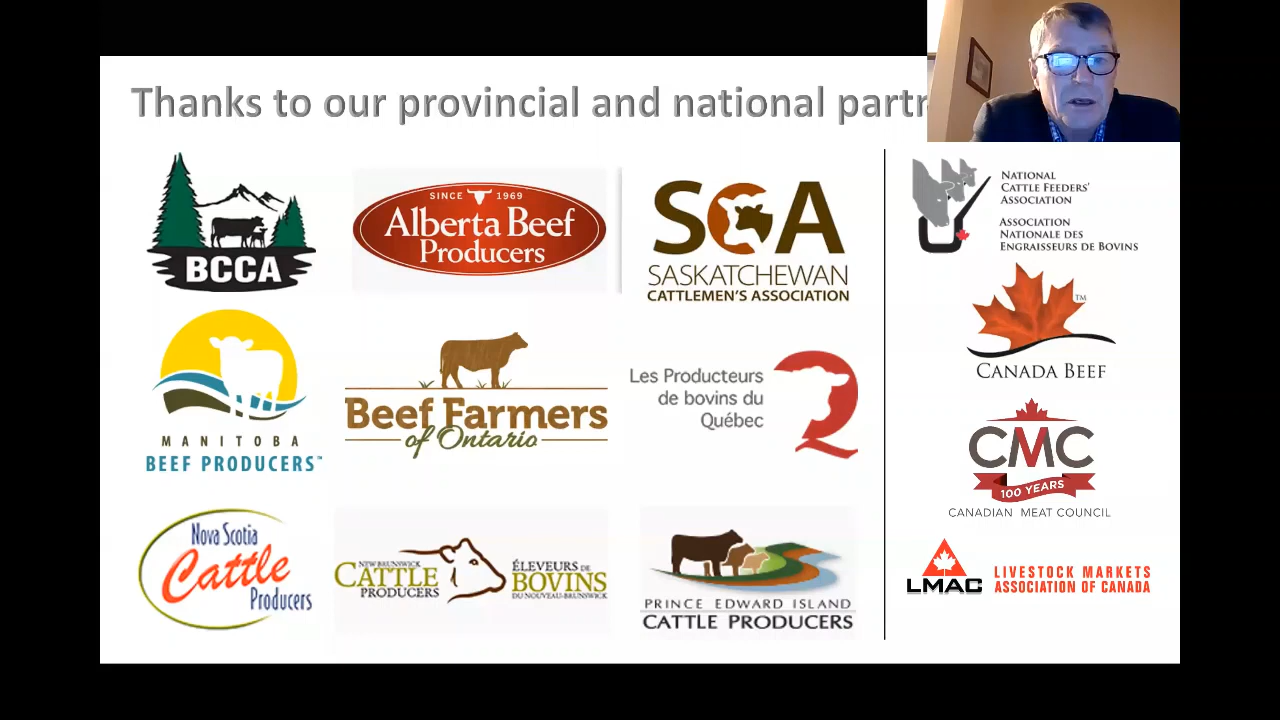 Thanks to our provincial and national partn
BCCA
SINCE 1969
Alberta Beef
Producers
SCA
SASKATCHEWAN
CATTLEMEN'S ASSOCIATION
MANITOBA
BEEF PRODUCERS™
Beef Farmers
of Ontario
Les Producteurs
de bovins du
Québec
Nova Scotia
Cattle
Producers
NEW BRUNSWICK
CATTLE
PRODUCERS
ÉLEVEURS DE
BOVINS
DU NOUVEAU-BRUNSWICK
PRINCE EDWARD ISLAND
CATTLE PRODUCERS
NATIONAL
CATTLE FEEDERS'
ASSOCIATION
ASSOCIATION
NATIONALE DES
ENGRAISSEURS DE BOVINS
TM
CANADA BEEF
CMC
100 YEARS
CANADIAN MEAT COUNCIL
LMAC
LIVESTOCK MARKETS
ASSOCIATION OF CANADA